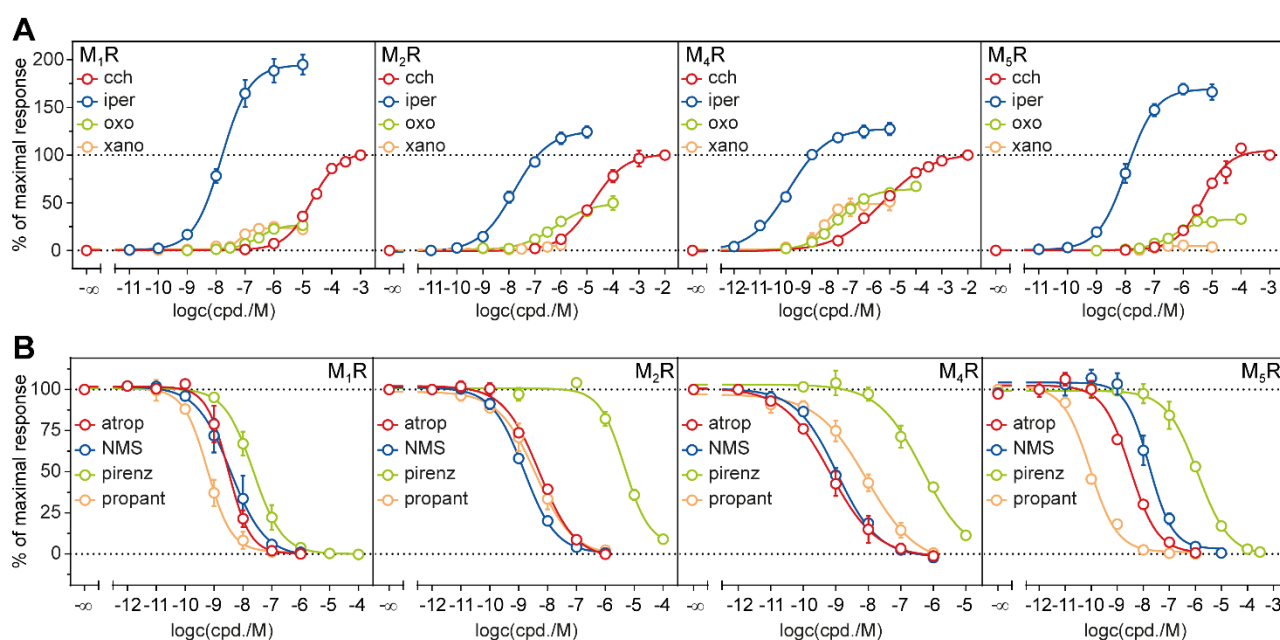 A
M₁R
cch
iper
oxo
xano
M₂R
cch
iper
oxo
xano
M₄R
cch
iper
oxo
xano
M₅R
cch
iper
oxo
xano
% of maximal response
200
150
100
50
0
-∞ -11 -10 -9 -8 -7 -6 -5 -4 -3
-∞ -11 -10 -9 -8 -7 -6 -5 -4 -3 -2
-∞ -12 -11 -10 -9 -8 -7 -6 -5 -4 -3 -2
-∞ -11 -10 -9 -8 -7 -6 -5 -4 -3
logc(cpd./M)
logc(cpd./M)
logc(cpd./M)
logc(cpd./M)
B
M₁R
atrop
NMS
pirenz
propant
M₂R
atrop
NMS
pirenz
propant
M₄R
atrop
NMS
pirenz
propant
M₅R
atrop
NMS
pirenz
propant
% of maximal response
100
75
50
25
0
-∞ -12 -11 -10 -9 -8 -7 -6 -5 -4
-∞ -12 -11 -10 -9 -8 -7 -6 -5 -4
-∞ -12 -11 -10 -9 -8 -7 -6 -5
-∞ -12 -11 -10 -9 -8 -7 -6 -5 -4
logc(cpd./M)
logc(cpd./M)
logc(cpd./M)
logc(cpd./M)